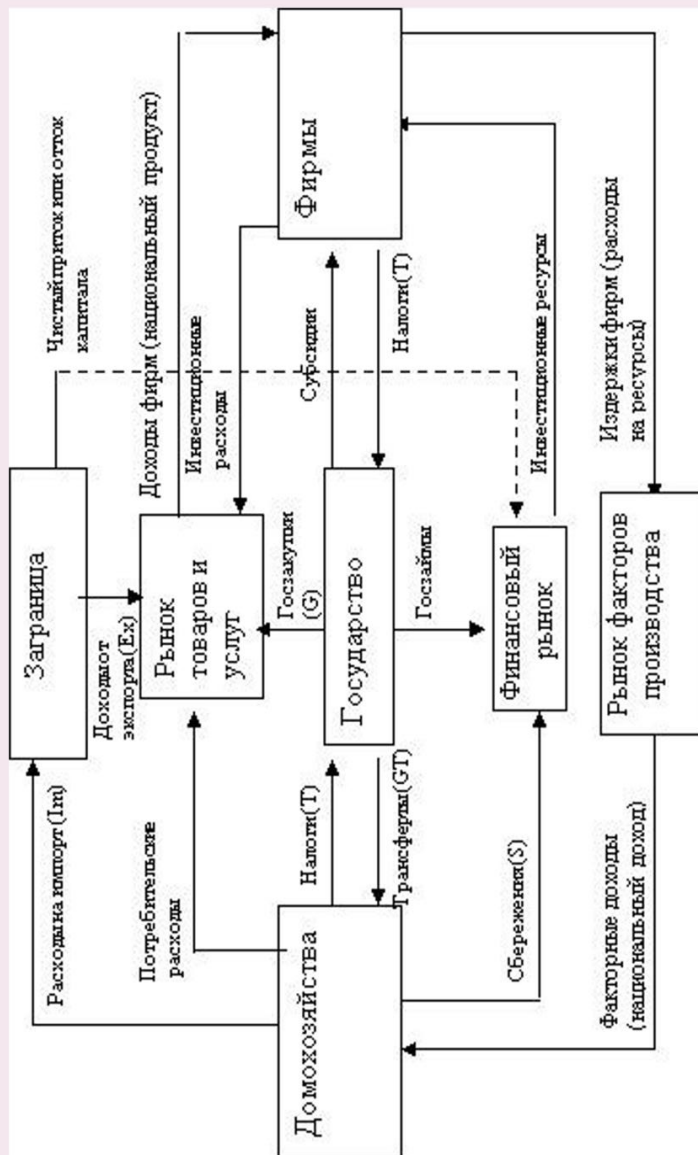 Заграница
Чистый приток или отток
капитала
Расходы на импорт (Im)
Доходы от
экспорта(Ex)
Доходы фирм (национальный продукт)
Потребительские
расходы
Рынок
товаров и
услуг
Инвестиционные
расходы
Госзакупки
(G)
Домохозяйства
Налоги(Т)
Трансферты(GT)
Государство
Субсидии
Налоги(Т)
Фирмы
Госзаймы
Сбережения(S)
Финансовый
рынок
Инвестиционные ресурсы
Факторные доходы
(национальный доход)
Рынок факторов
производства
Издержки фирм (расходы
на ресурсы)